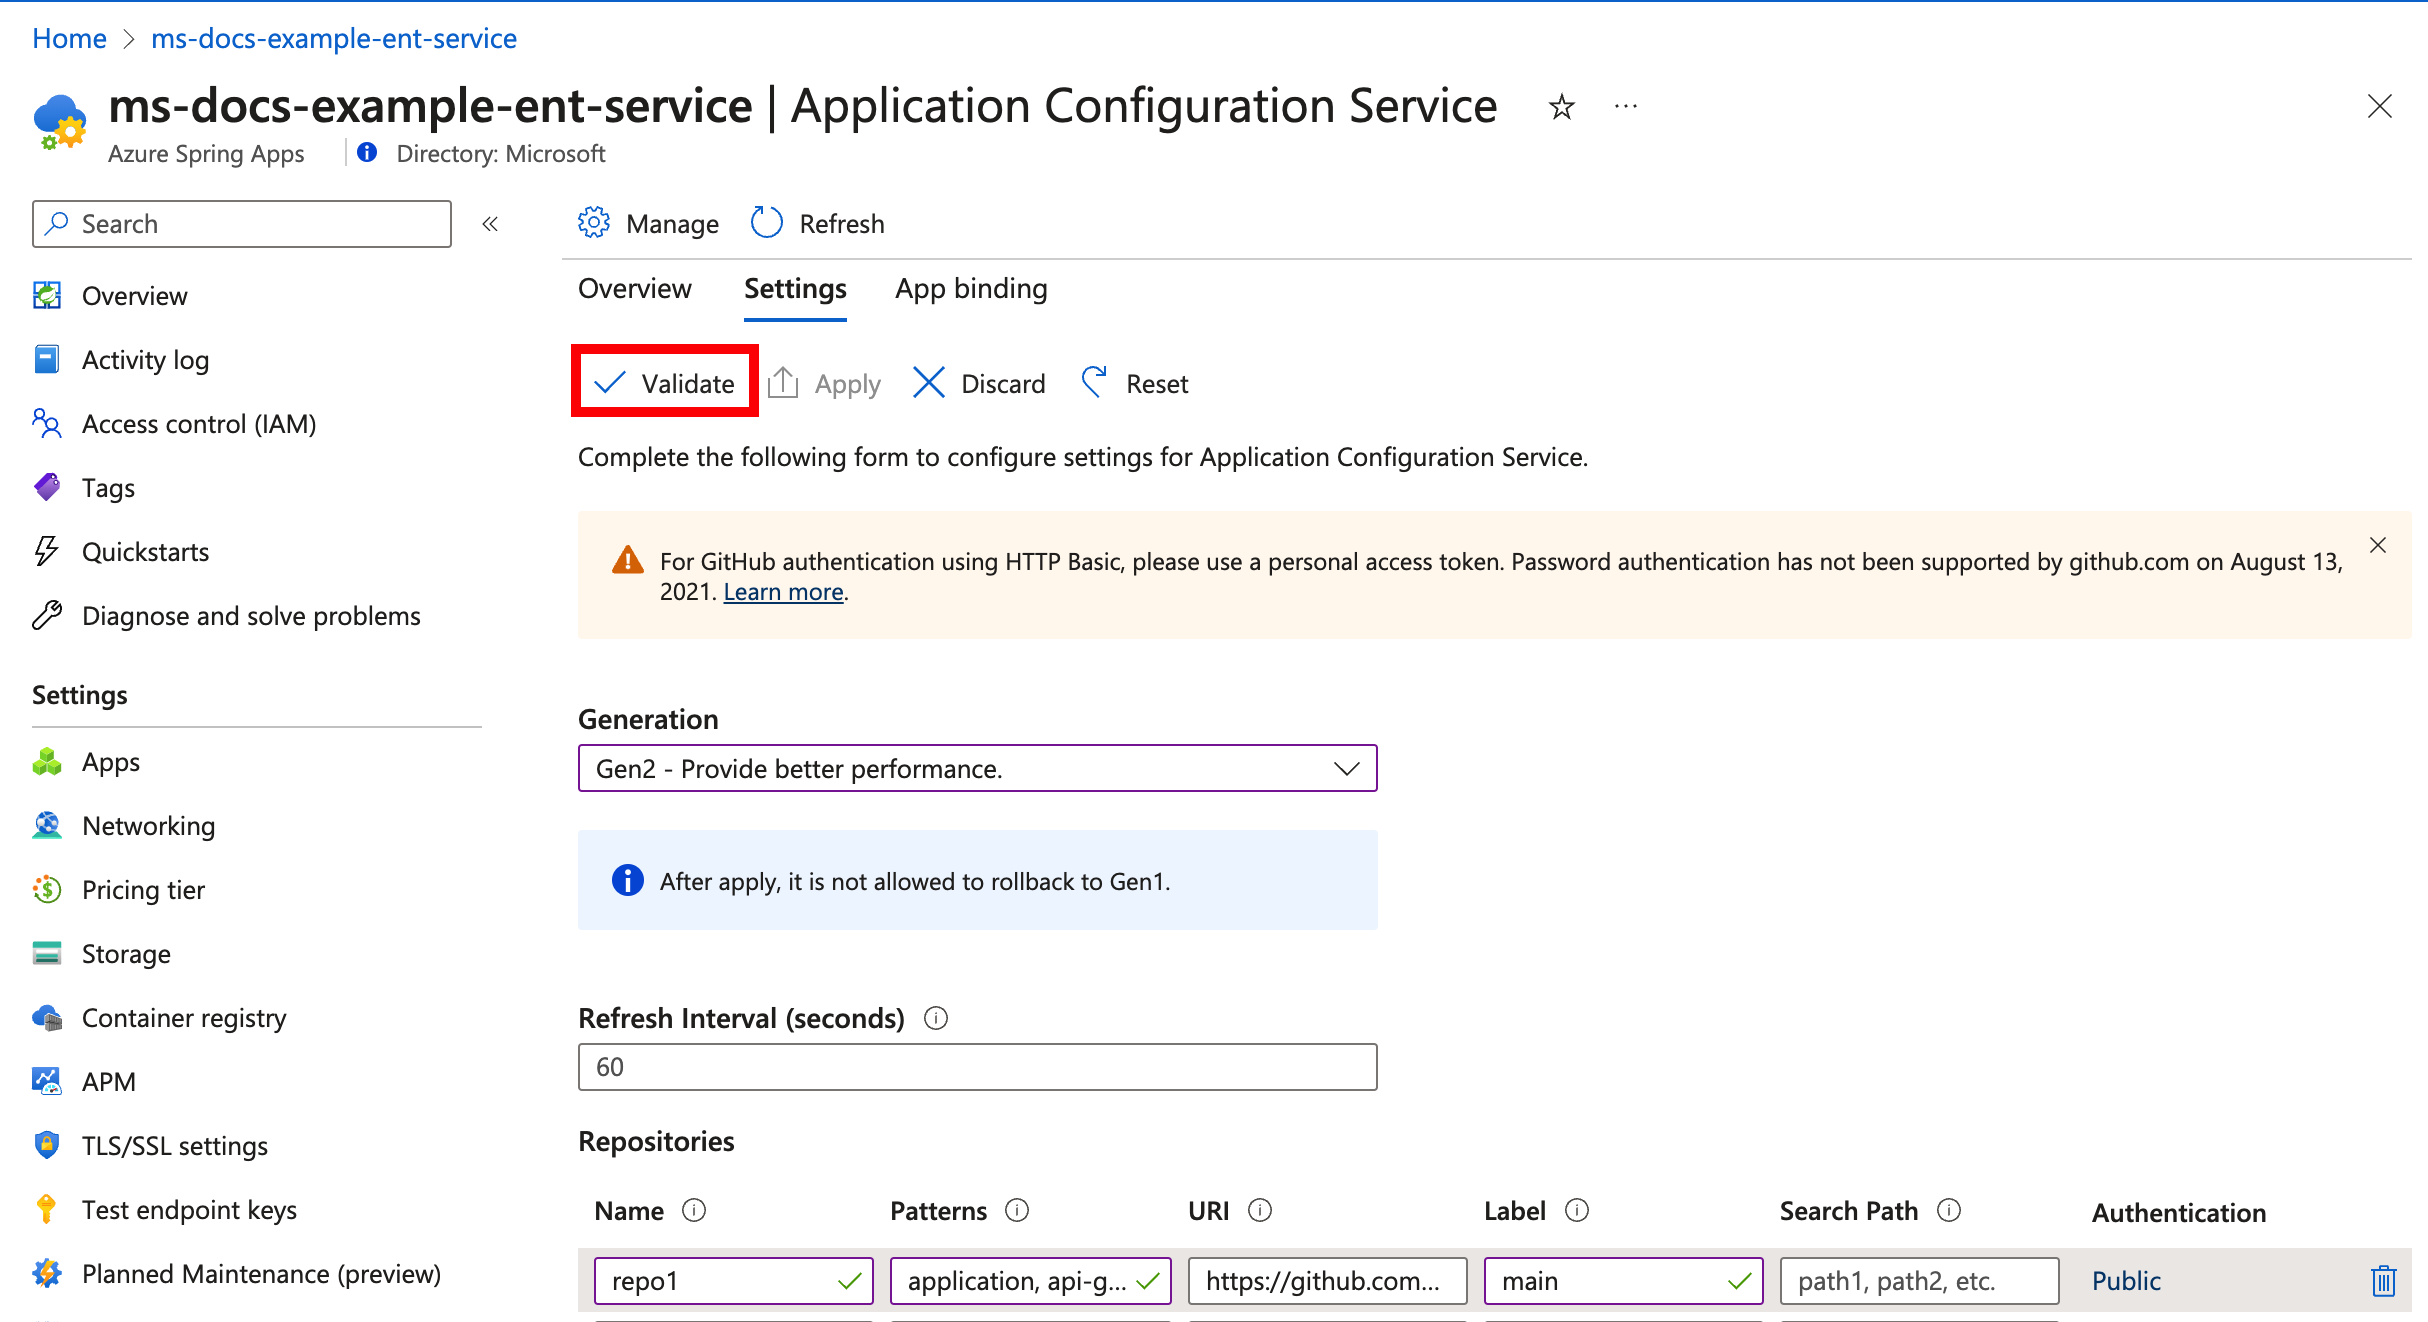 Home > ms-docs-example-ent-service
ms-docs-example-ent-service | Application Configuration Service
Azure Spring Apps
Directory: Microsoft
Search
Overview
Activity log
Access control (IAM)
Tags
Quickstarts
Diagnose and solve problems
Settings
Apps
Networking
Pricing tier
Storage
Container registry
APM
TLS/SSL settings
Test endpoint keys
Planned Maintenance (preview)
Manage Refresh
Overview Settings App binding
Validate Apply Discard Reset
Complete the following form to configure settings for Application Configuration Service.
For GitHub authentication using HTTP Basic, please use a personal access token. Password authentication has not been supported by github.com on August 13,
2021. Learn more.
Generation
Gen2 - Provide better performance.
After apply, it is not allowed to rollback to Gen1.
Refresh Interval (seconds)
60
Repositories
Name Patterns URI Label Search Path Authentication
repo1 application, api-g... https://github.com... main path1, path2, etc. Public